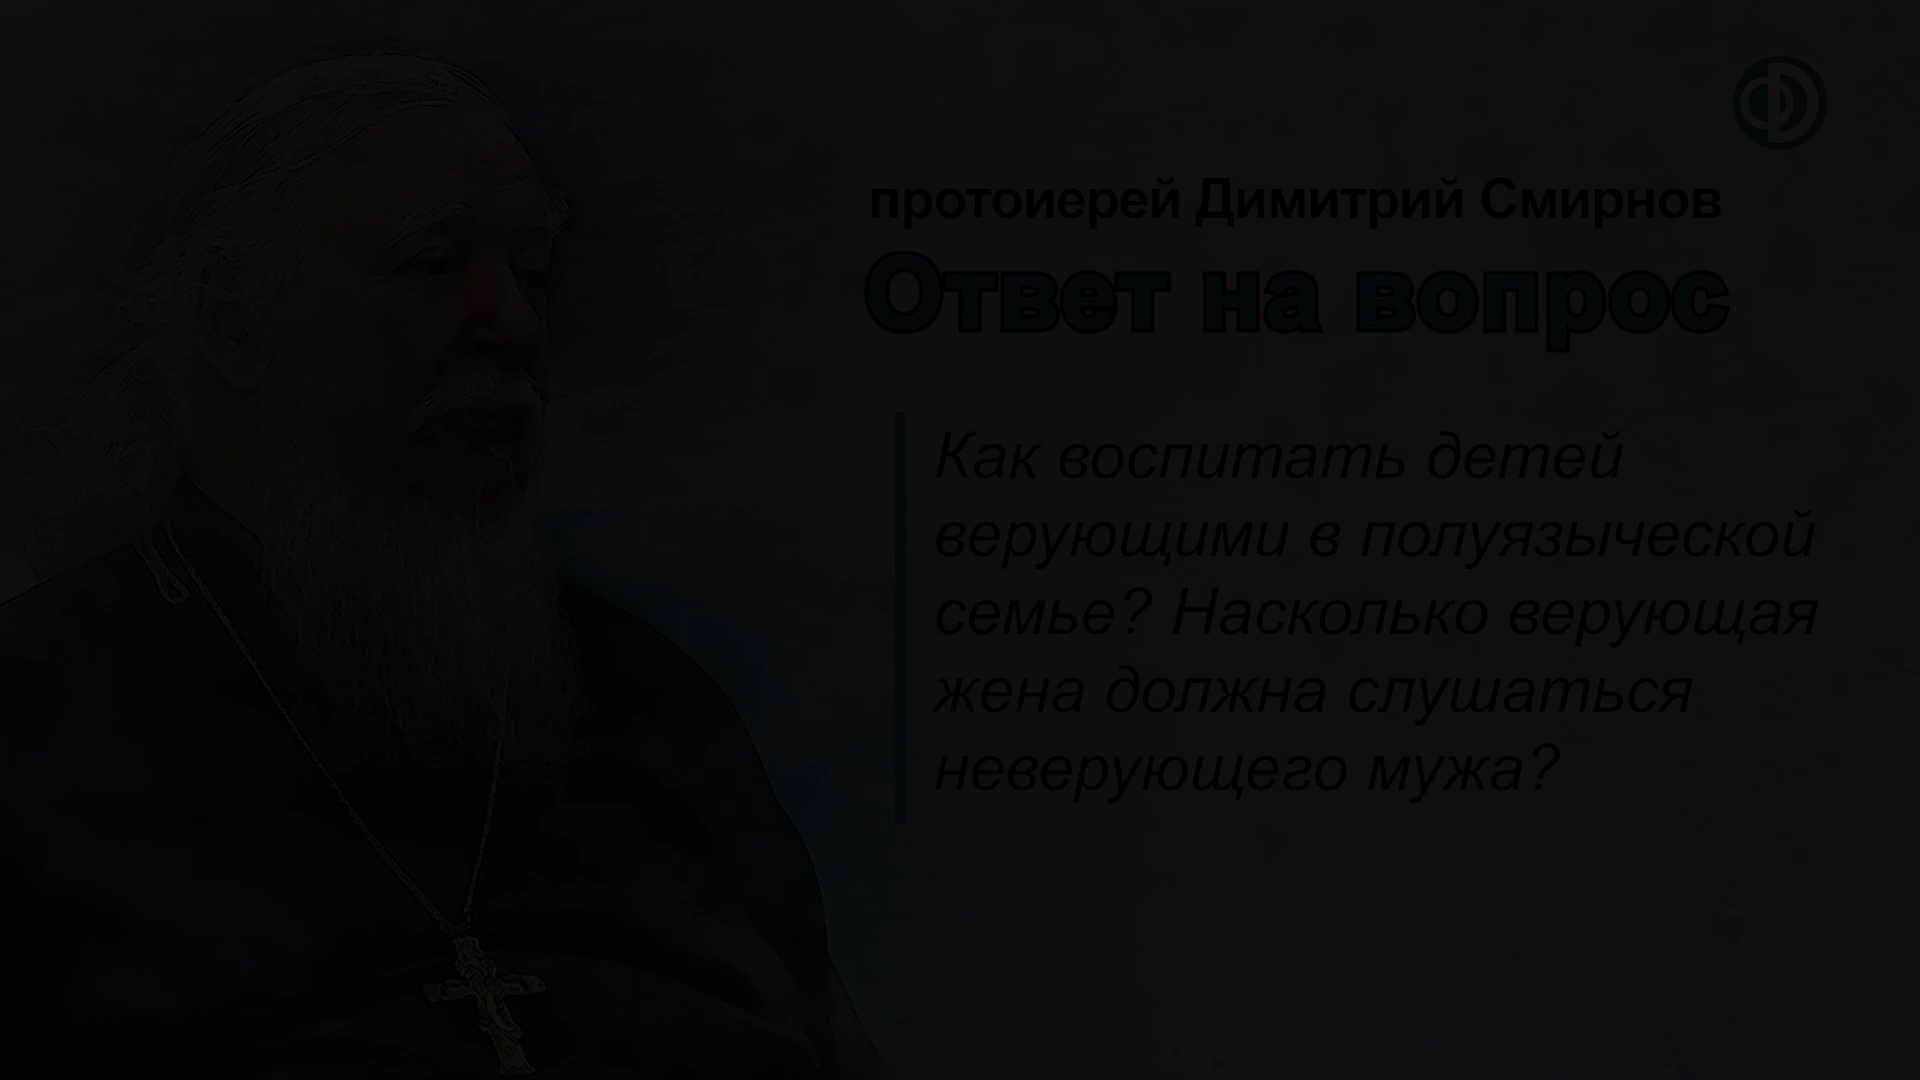 протоиерей Димитрий Смирнов
Ответ на вопрос
Как воспитать детей
верующими в полуязыческой
семье? Насколько верующая
жена должна слушаться
неверующего мужа?